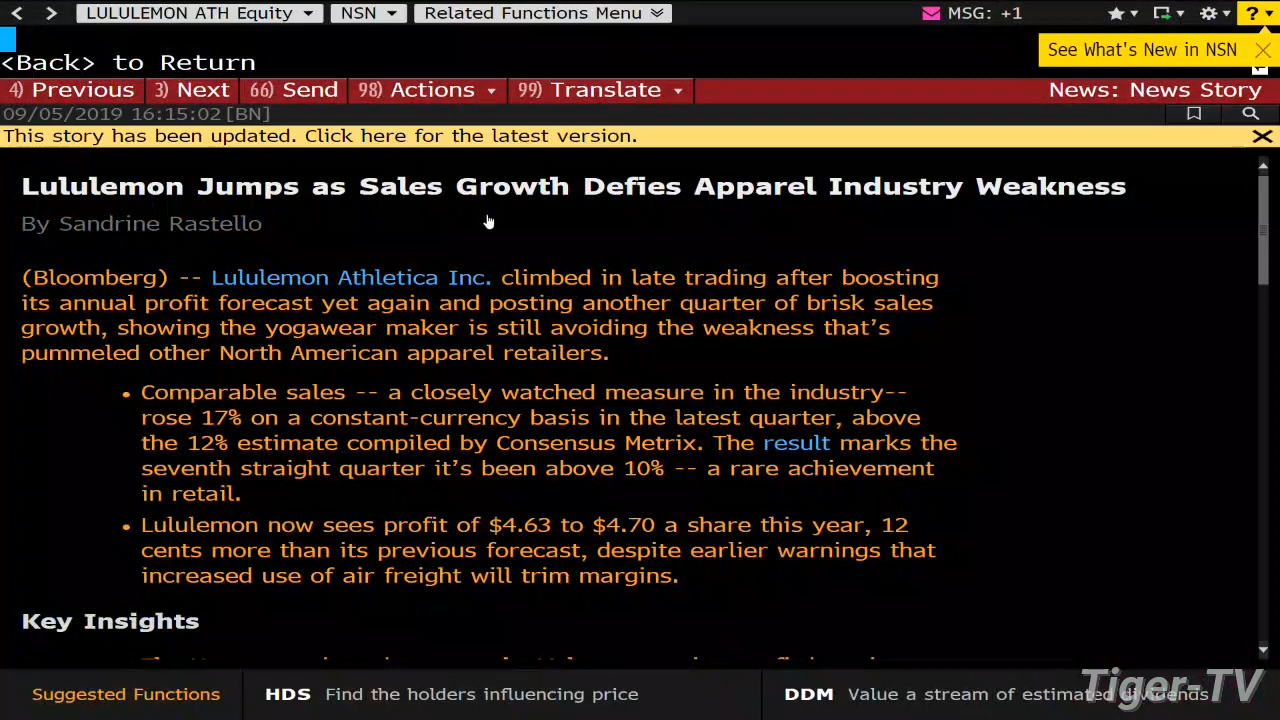 LULULEMON ATH Equity NSN Related Functions Menu MSG: +1 ?
<Back> to Return See What's New in NSN
4) Previous 3) Next 66) Send 98) Actions 99) Translate News: News Story
09/05/2019 16:15:02 [BN]
This story has been updated. Click here for the latest version.
Lululemon Jumps as Sales Growth Defies Apparel Industry Weakness
By Sandrine Rastello
(Bloomberg) -- Lululemon Athletica Inc. climbed in late trading after boosting
its annual profit forecast yet again and posting another quarter of brisk sales
growth, showing the yogawear maker is still avoiding the weakness that's
pummeled other North American apparel retailers.
• Comparable sales -- a closely watched measure in the industry--
rose 17% on a constant-currency basis in the latest quarter, above
the 12% estimate compiled by Consensus Metrix. The result marks the
seventh straight quarter it's been above 10% -- a rare achievement
in retail.
• Lululemon now sees profit of $4.63 to $4.70 a share this year, 12
cents more than its previous forecast, despite earlier warnings that
increased use of air freight will trim margins.
Key Insights
Suggested Functions HDS Find the holders influencing price DDM Value a stream of estimated dividends
Tiger-TV